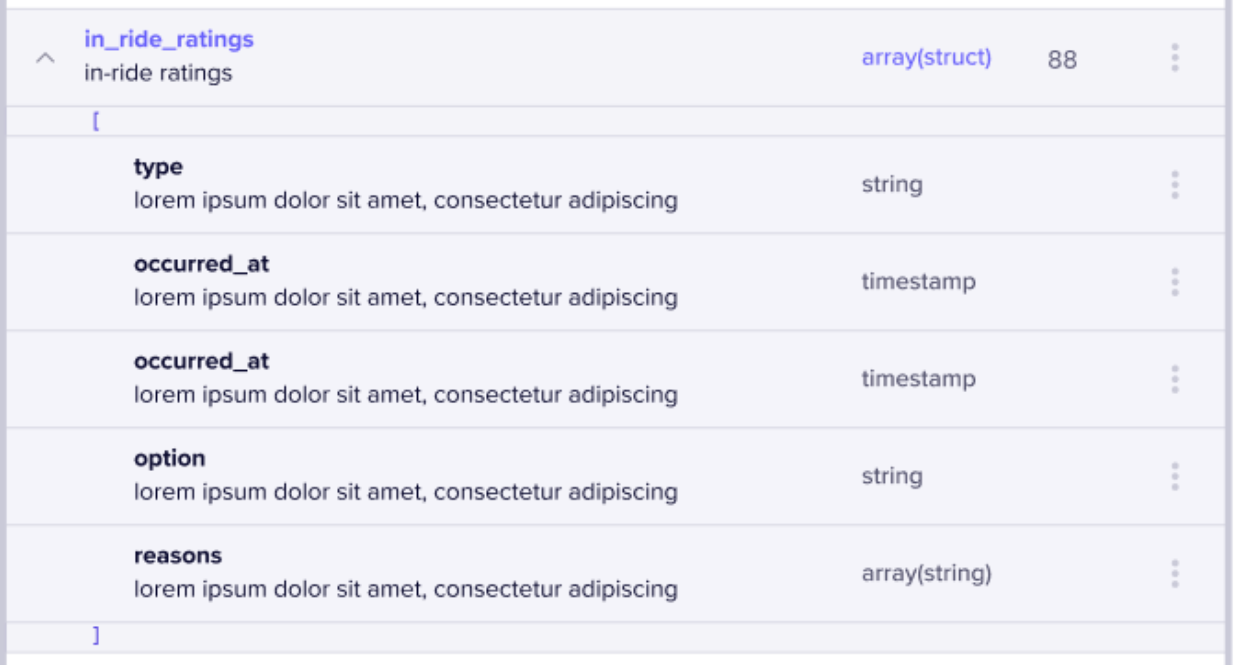 in_ride_ratings
in-ride ratings
array(struct)
88
[
type
lorem ipsum dolor sit amet, consectetur adipiscing
string
occurred_at
lorem ipsum dolor sit amet, consectetur adipiscing
timestamp
occurred_at
lorem ipsum dolor sit amet, consectetur adipiscing
timestamp
option
lorem ipsum dolor sit amet, consectetur adipiscing
string
reasons
lorem ipsum dolor sit amet, consectetur adipiscing
array(string)
]